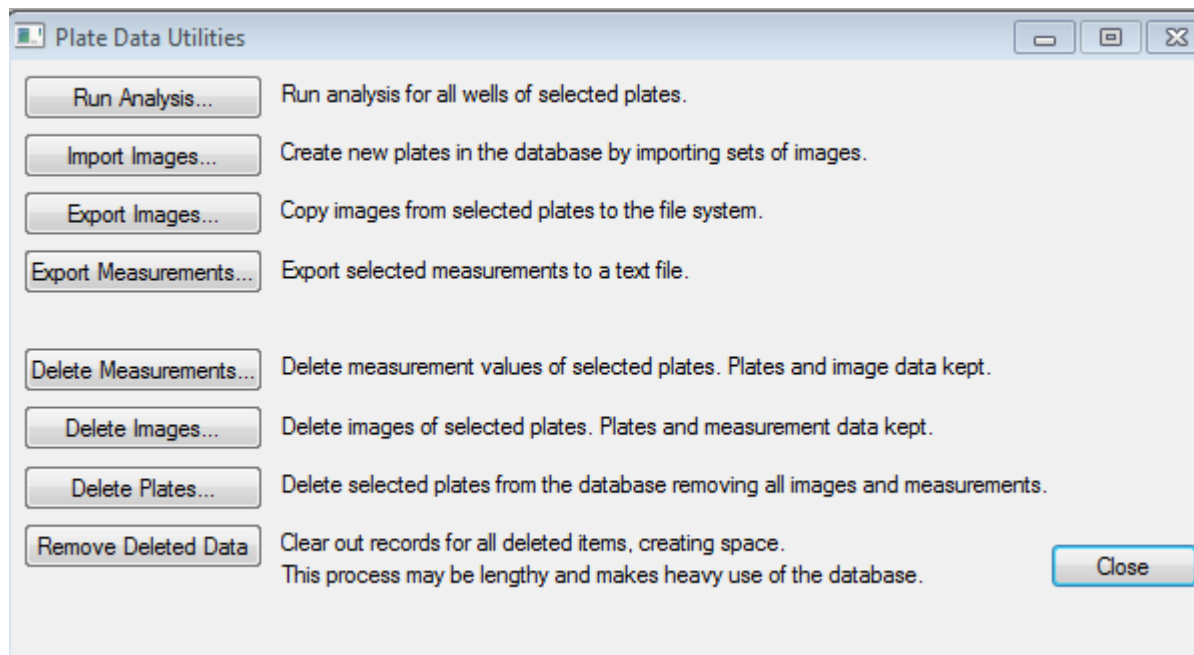 Plate Data Utilities
Run Analysis... Run analysis for all wells of selected plates.
Import Images... Create new plates in the database by importing sets of images.
Export Images... Copy images from selected plates to the file system.
Export Measurements... Export selected measurements to a text file.
Delete Measurements... Delete measurement values of selected plates. Plates and image data kept.
Delete Images... Delete images of selected plates. Plates and measurement data kept.
Delete Plates... Delete selected plates from the database removing all images and measurements.
Remove Deleted Data Clear out records for all deleted items, creating space.
This process may be lengthy and makes heavy use of the database.
Close